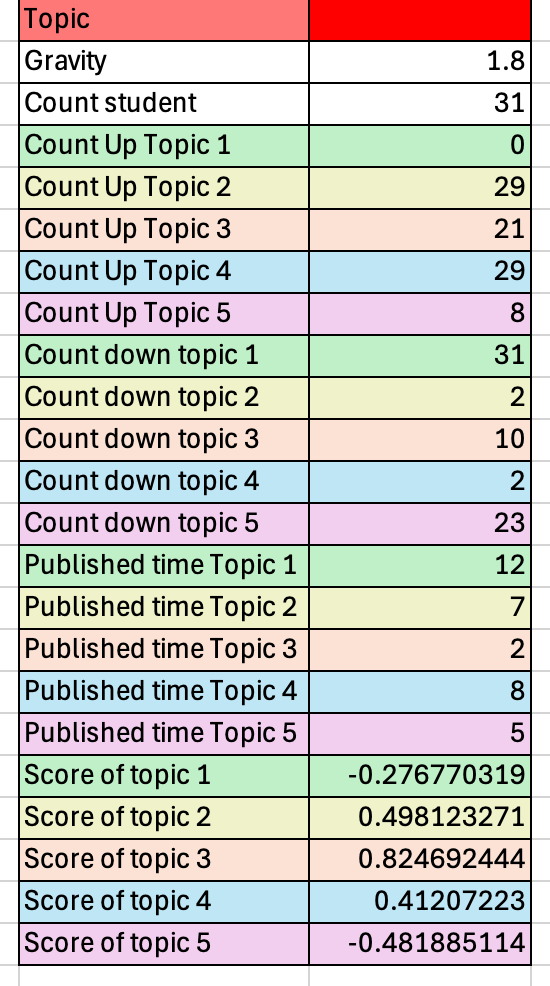 Topic
Gravity 1.8
Count student 31
Count Up Topic 1 0
Count Up Topic 2 29
Count Up Topic 3 21
Count Up Topic 4 29
Count Up Topic 5 8
Count down topic 1 31
Count down topic 2 2
Count down topic 3 10
Count down topic 4 2
Count down topic 5 23
Published time Topic 1 12
Published time Topic 2 7
Published time Topic 3 2
Published time Topic 4 8
Published time Topic 5 5
Score of topic 1 -0.276770319
Score of topic 2 0.498123271
Score of topic 3 0.824692444
Score of topic 4 0.41207223
Score of topic 5 -0.481885114